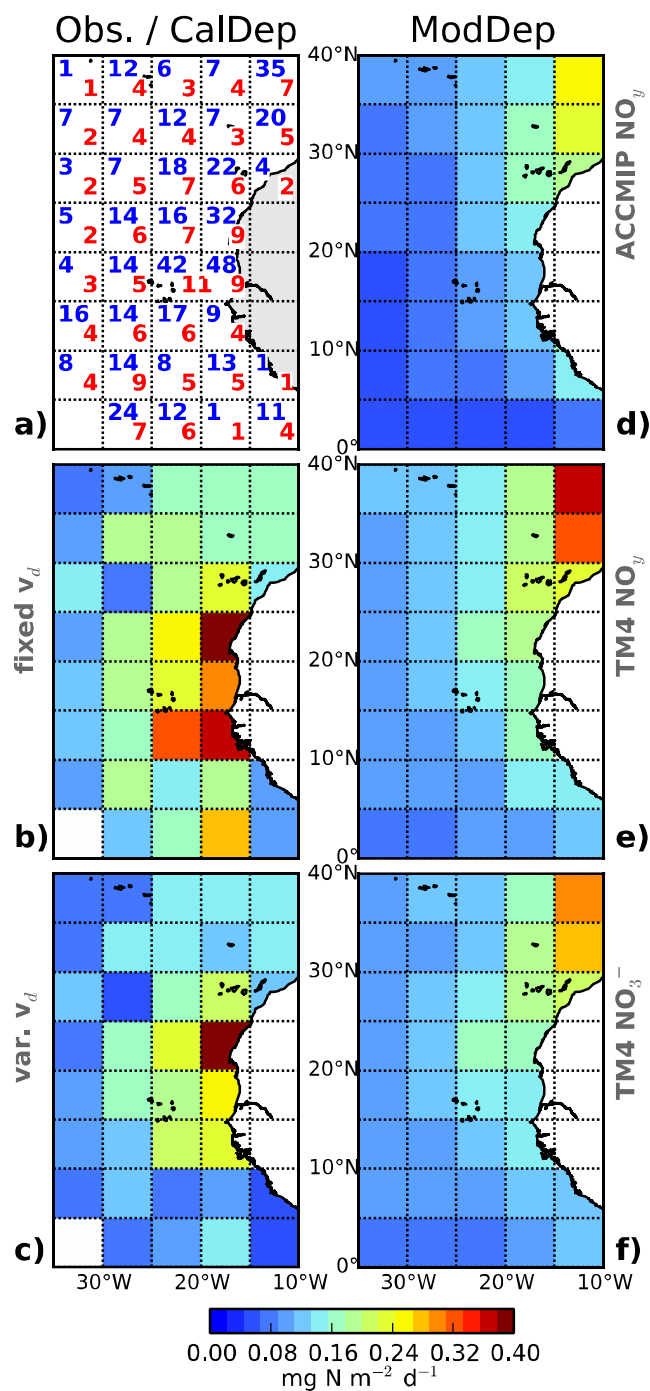 Obs. / CalDep
ModDep
1 12 6 7 35
1 4 3 4 7
7 7 12 7 20
2 4 4 3 5
3 7 18 22 4
2 5 7 6 2
5 14 16 32
2 6 7 9
4 14 42 48
3 5 11 9
16 14 17 9
4 6 6 4
8 14 8 13 1
4 9 5 5 1
24 12 1 11
7 6 1 4
a)
40°N
30°N
20°N
10°N
0°
ACCMIP NOy
d)
fixed vd
b)
40°N
30°N
20°N
10°N
0°
TM4 NOy
e)
var. vd
c)
40°N
30°N
20°N
10°N
0°
TM4 NO3−
f)
30°W 20°W 10°W
30°W 20°W 10°W
0.00 0.08 0.16 0.24 0.32 0.40
mg N m−2 d−1